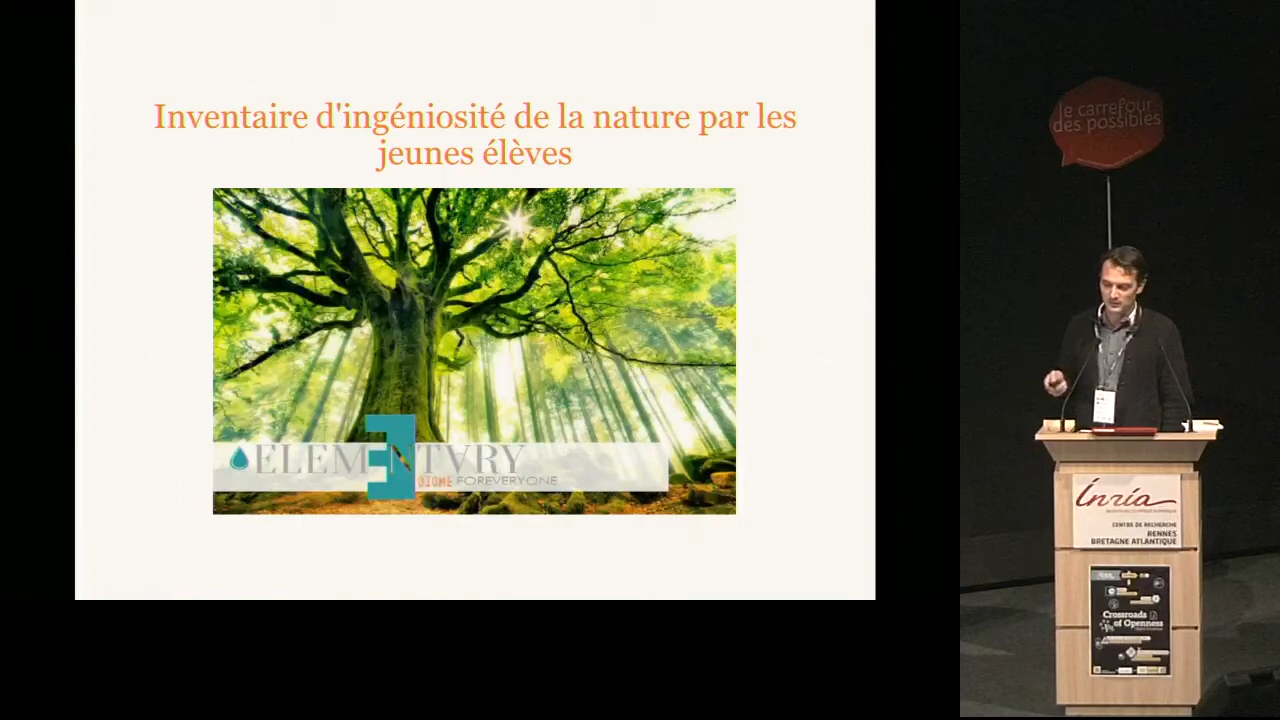 Inventaire d'ingéniosité de la nature par les
jeunes élèves
ELEMENTARY
BIOME FOREVERYONE
le carrefour
des possibles
Inria
CENTRE DE RECHERCHE
RENNES
BRETAGNE ATLANTIQUE
Crossroads
of Openness